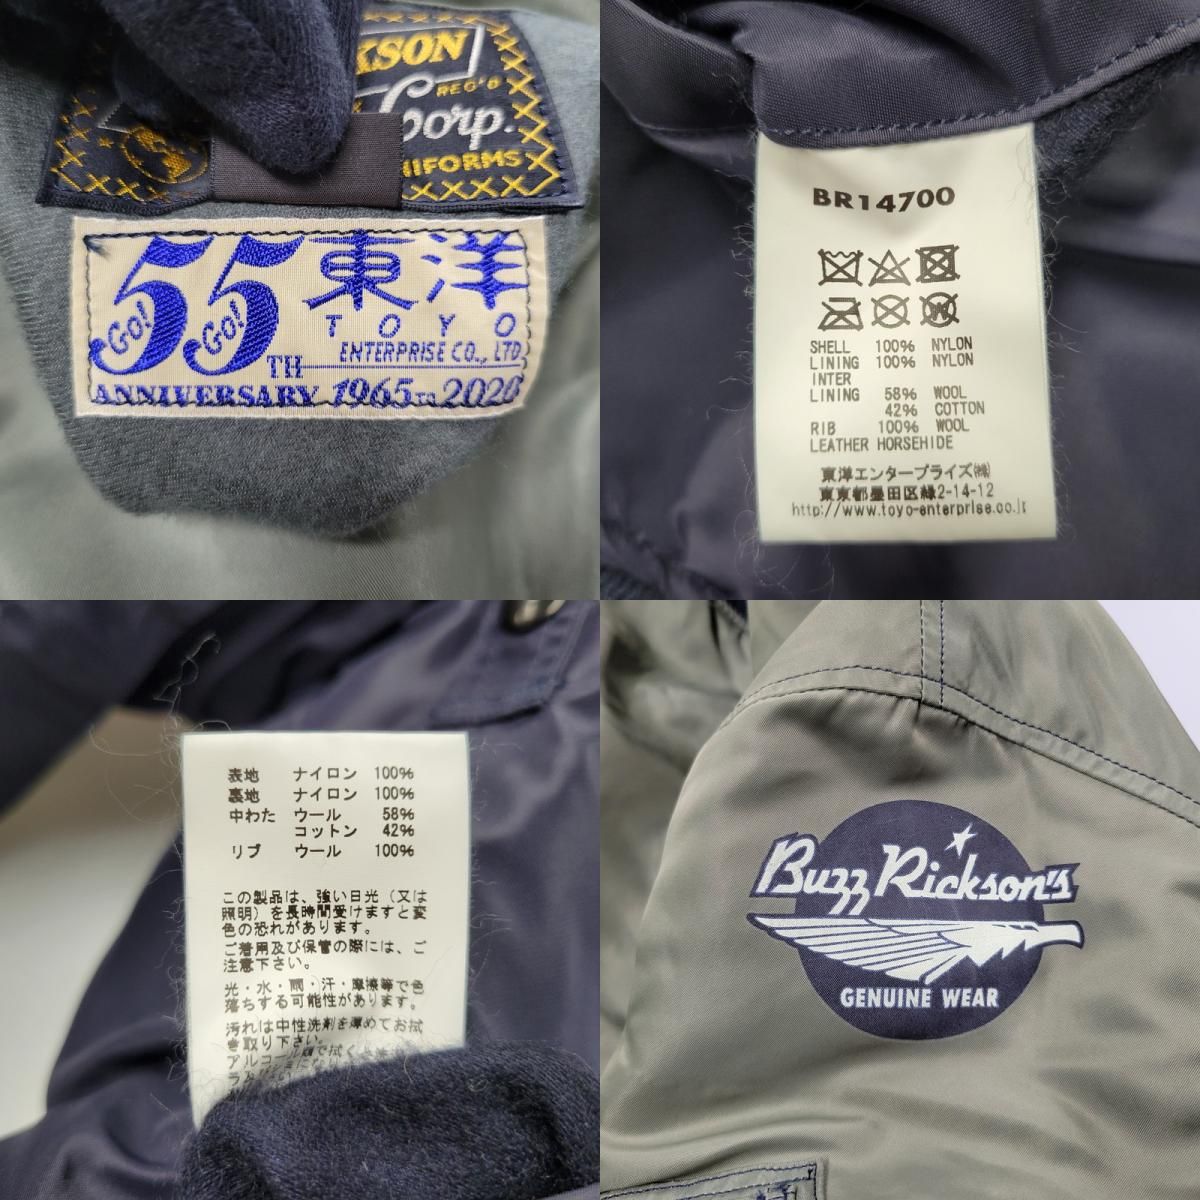 KSON
REG'D
Corp.
NIFORMS
55TH
Go! Go!
東洋
TOYO
ENTERPRISE CO., LTD
ANNIVERSARY 1965 TO 2020
BR14700
SHELL 100% NYLON
LINING 100% NYLON
INTER
LINING 58% WOOL
42% COTTON
RIB 100% WOOL
LEATHER HORSEHIDE
東洋エンタープライズ㈱
東京都墨田区緑2-14-12
http://www.toyo-enterprise.co.jp
表地 ナイロン 100%
裏地 ナイロン 100%
中わた ウール 58%
コットン 42%
リブ ウール 100%
この製品は、強い日光(又は
照明)を長時間受けますと変
色の恐れがあります。
ご着用及び保管の際には、ご
注意下さい。
光・水・雨・汗・摩擦等で色
落ちする可能性があります。
汚れは中性洗剤を薄めてお拭
き取り下さい。
Buzz Rickson's
GENUINE WEAR